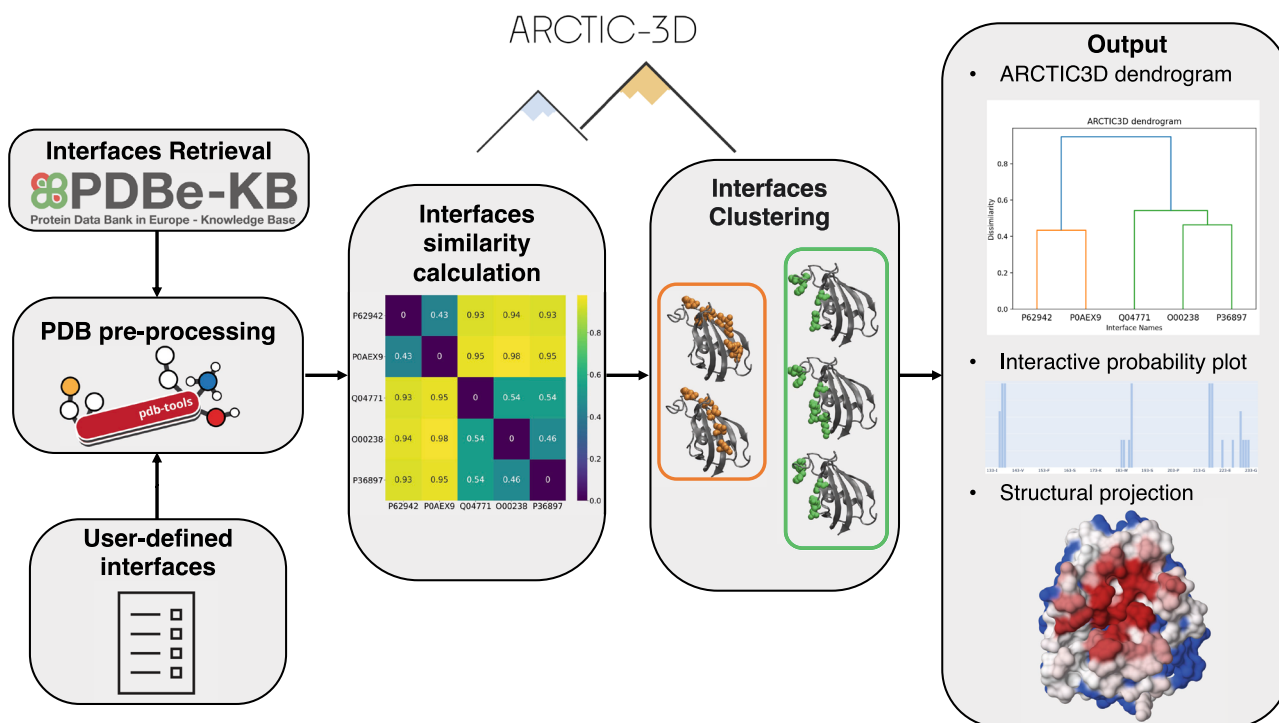 ARCTIC-3D
Interfaces Retrieval
PDBe-KB
Protein Data Bank in Europe - Knowledge Base
PDB pre-processing
pdb-tools
User-defined
interfaces
Interfaces
similarity
calculation
P62942 0 0.43 0.93 0.94 0.93
P0AEX9 0.43 0 0.95 0.98 0.95
Q04771 0.93 0.95 0 0.54 0.54
O00238 0.94 0.98 0.54 0 0.46
P36897 0.93 0.95 0.54 0.46 0
P62942 P0AEX9 Q04771 O00238 P36897
0.8
0.6
0.4
0.2
0.0
Interfaces
Clustering
Output
• ARCTIC3D dendrogram
ARCTIC3D dendrogram
Dissimilarity
0.8
0.6
0.4
0.2
0.0
P62942 P0AEX9 Q04771 O00238 P36897
Interface Names
• Interactive probability plot
• Structural projection